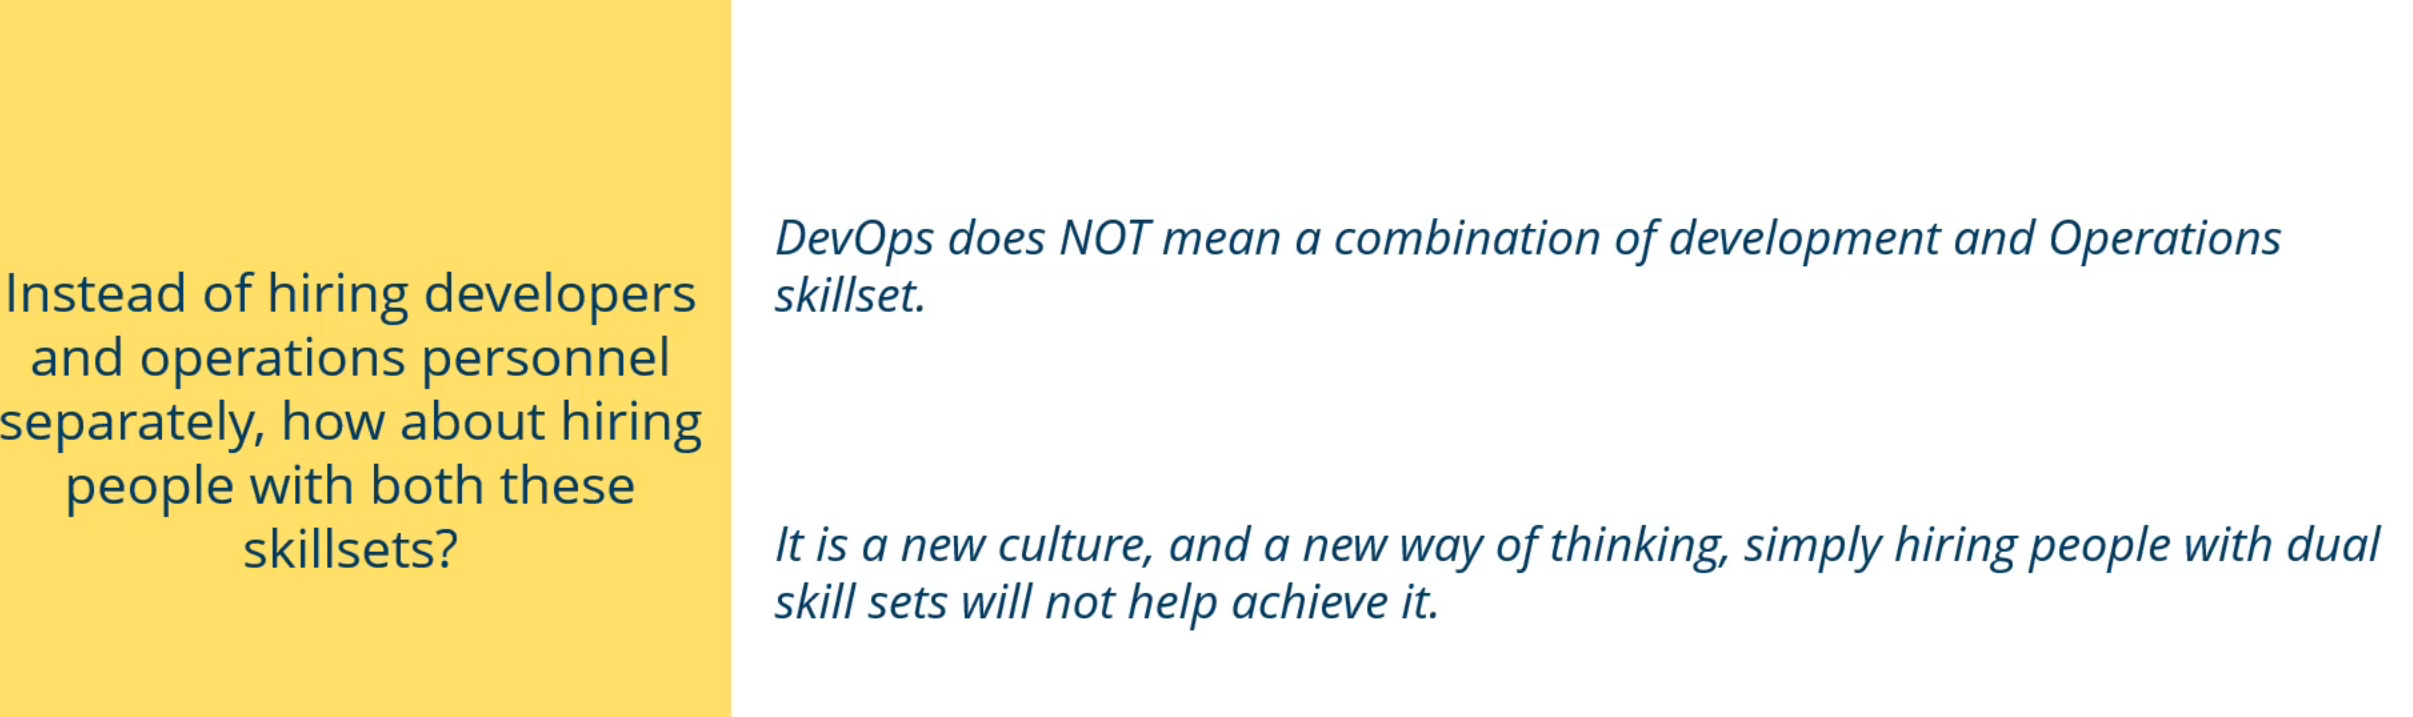 Instead of hiring developers
and operations personnel
separately, how about hiring
people with both these
skillsets?
DevOps does NOT mean a combination of development and Operations
skillset.
It is a new culture, and a new way of thinking, simply hiring people with dual
skill sets will not help achieve it.